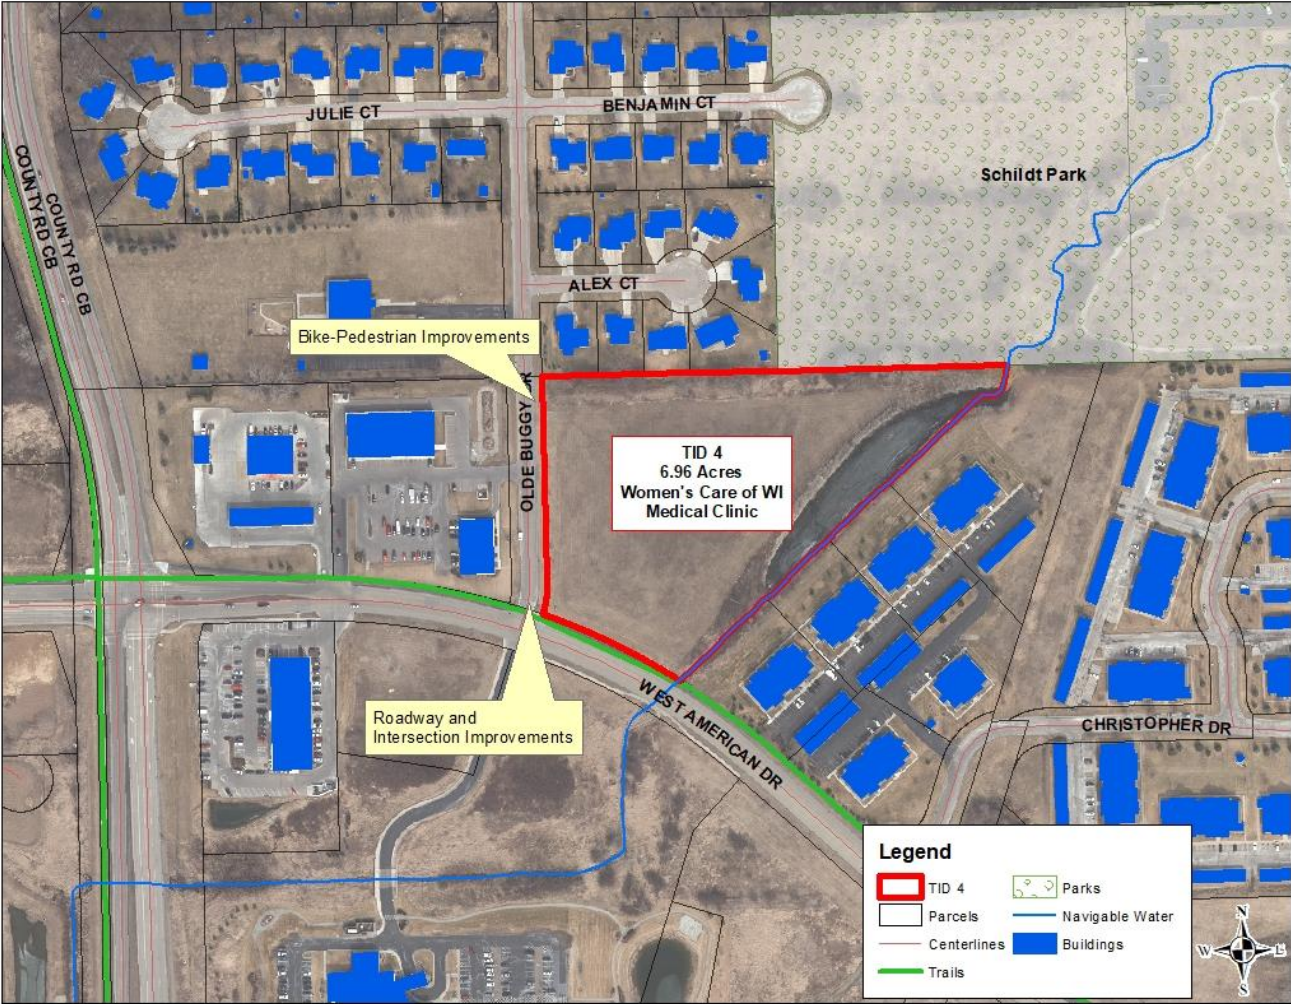 JULIE CT
BENJAMIN CT
Schildt Park
COUNTY RD CB
COUNTY RD CB
ALEX CT
Bike-Pedestrian Improvements
OLDE BUGGY
TID 4
6.96 Acres
Women's Care of WI
Medical Clinic
Roadway and
Intersection Improvements
WEST AMERICAN DR
CHRISTOPHER DR
Legend
TID 4
Parks
Parcels
Navigable Water
Centerlines
Buildings
Trails
N
W
E
S